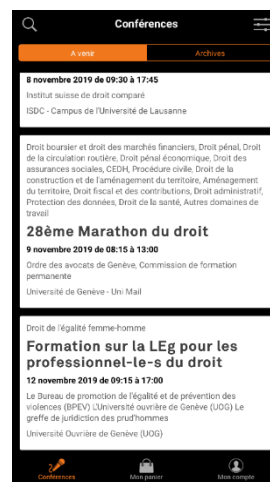 Conférences
A venir
Archives
8 novembre 2019 de 09:30 à 17:45
Institut suisse de droit comparé
ISDC - Campus de l'Université de Lausanne
Droit boursier et droit des marchés financiers, Droit pénal, Droit
de la circulation routière, Droit pénal économique, Droit des
assurances sociales, CEDH, Procédure civile, Droit de la
construction et de l'aménagement du territoire, Aménagement
du territoire, Droit fiscal et des contributions, Droit administratif,
Protection des données, Droit de la santé, Autres domaines de
travail
28ème Marathon du droit
9 novembre 2019 de 08:15 à 13:00
Ordre des avocats de Genève, Commission de formation
permanente
Université de Genève - Uni Mail
Droit de l'égalité femme-homme
Formation sur la LEg pour les
professionnel-le-s du droit
12 novembre 2019 de 09:15 à 17:00
Le Bureau de promotion de l'égalité et de prévention des
violences (BPEV) L'Université ouvrière de Genève (UOG) Le
greffe de juridiction des prud'hommes
Université Ouvrière de Genève (UOG)
Conférences
Mon panier
Mon compte